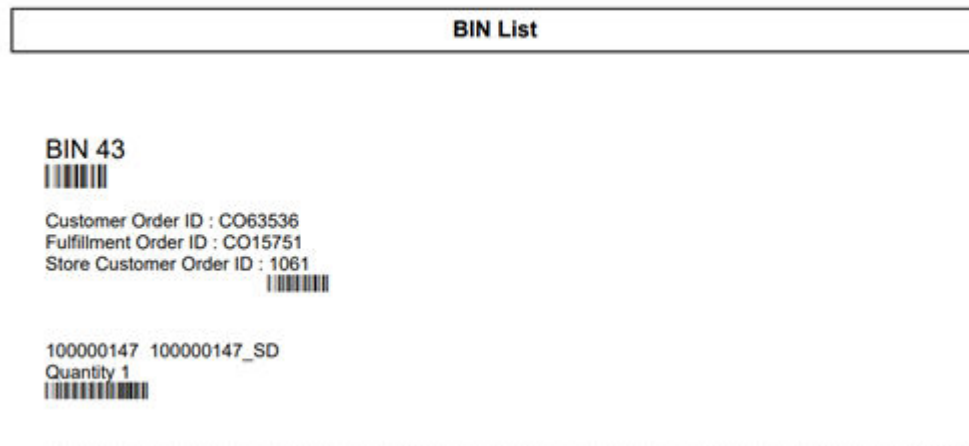 BIN List
BIN 43
Customer Order ID : CO63536
Fulfillment Order ID : CO15751
Store Customer Order ID : 1061
100000147 100000147_SD
Quantity 1